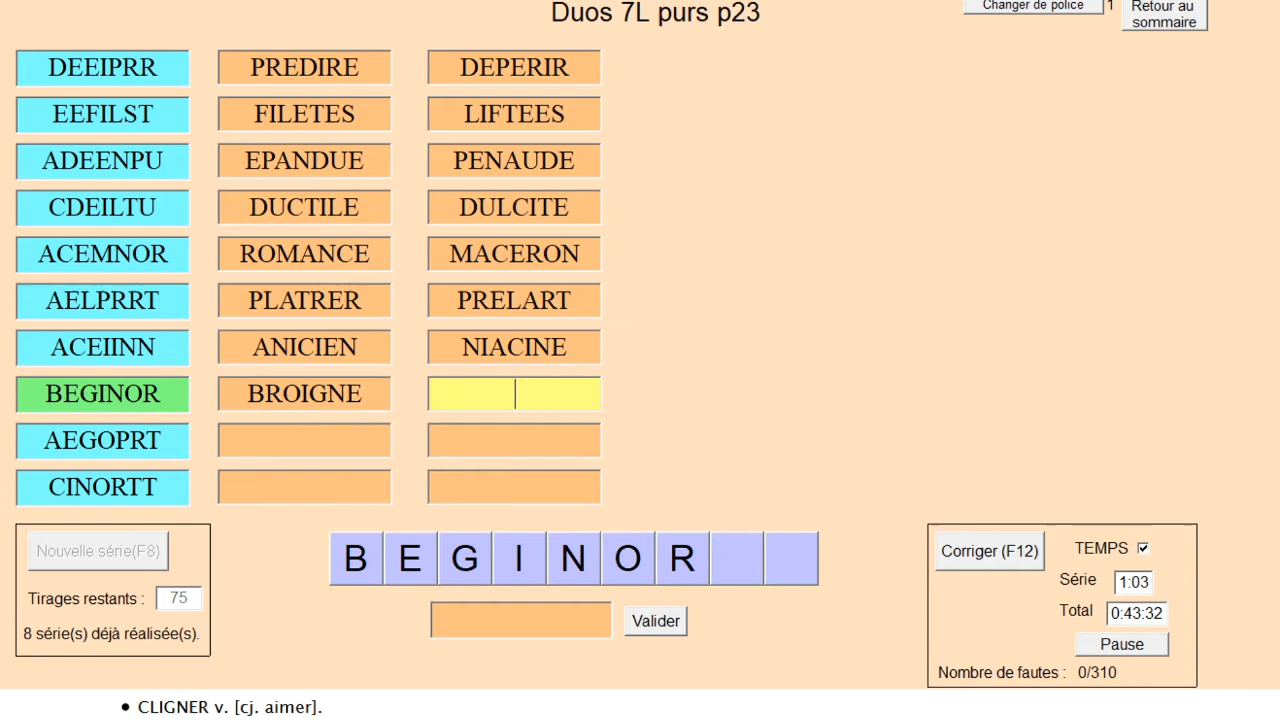 Duos 7L purs p23
Changer de police 1
Retour au
sommaire
DEEIPRR PREDIRE DEPERIR
EEFILST FILETES LIFTEES
ADEENPU EPANDUE PENAUDE
CDEILTU DUCTILE DULCITE
ACEMNOR ROMANCE MACERON
AELPRRT PLATRER PRELART
ACEIINN ANICIEN NIACINE
BEGINOR BROIGNE
AEGOPRT
CINORTT
Nouvelle série(F8)
Tirages restants : 75
8 série(s) déjà réalisée(s).
B E G I N O R
Valider
Corriger (F12) TEMPS
Série 1:03
Total 0:43:32
Pause
Nombre de fautes : 0/310
• CLIGNER v. [cj. aimer].